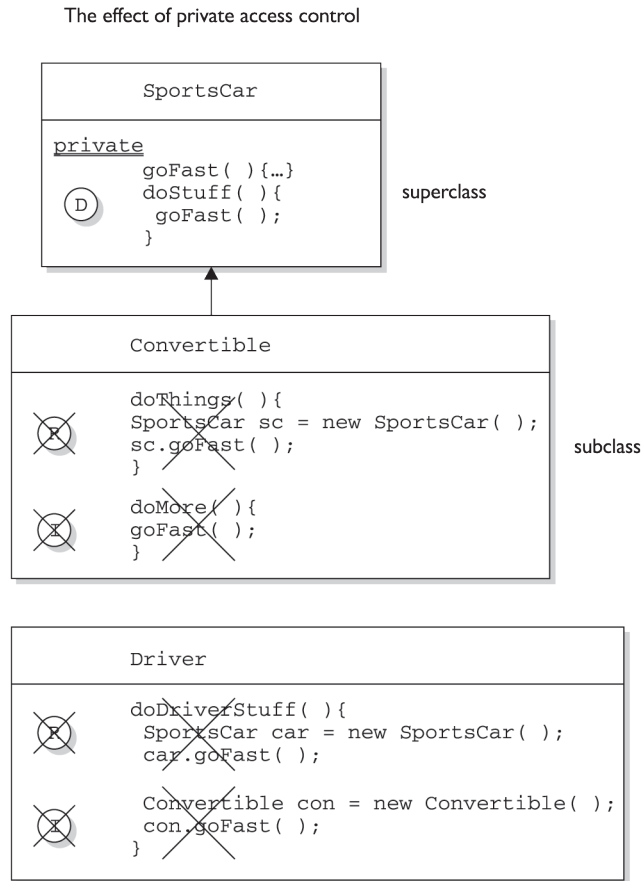 The effect of private access control
SportsCar
private
goFast( ){…}
D
doStuff( ){
goFast( );
}
superclass
Convertible
R
doThings( ){
SportsCar sc = new SportsCar( );
sc.goFast( );
}
subclass
I
doMore( ){
goFast( );
}
Driver
R
doDriverStuff( ){
SportsCar car = new SportsCar( );
car.goFast( );
I
Convertible con = new Convertible( );
con.goFast( );
}